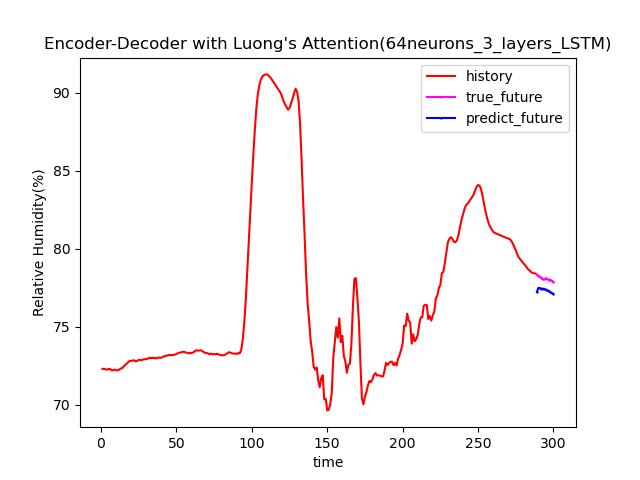 Encoder-Decoder with Luong's Attention(64neurons_3_layers_LSTM)
history
true_future
predict_future
Relative Humidity(%)
90
85
80
75
70
0 50 100 150 200 250 300
time